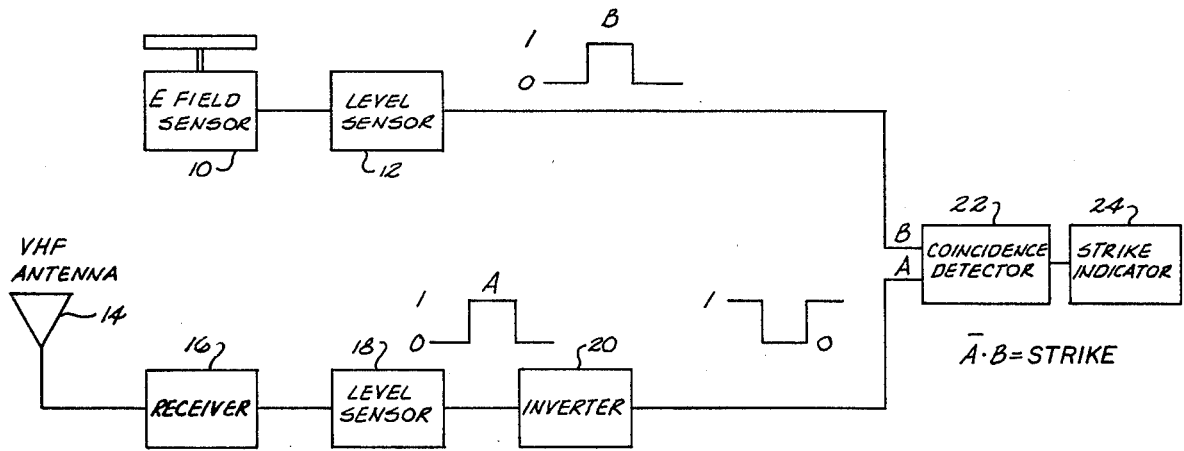 B
1
0
E FIELD
SENSOR
10
LEVEL
SENSOR
12
VHF
ANTENNA
14
RECEIVER
16
A
1
0
LEVEL
SENSOR
18
INVERTER
20
1
0
B
A
22
COINCIDENCE
DETECTOR
24
STRIKE
INDICATOR
Ā·B=STRIKE